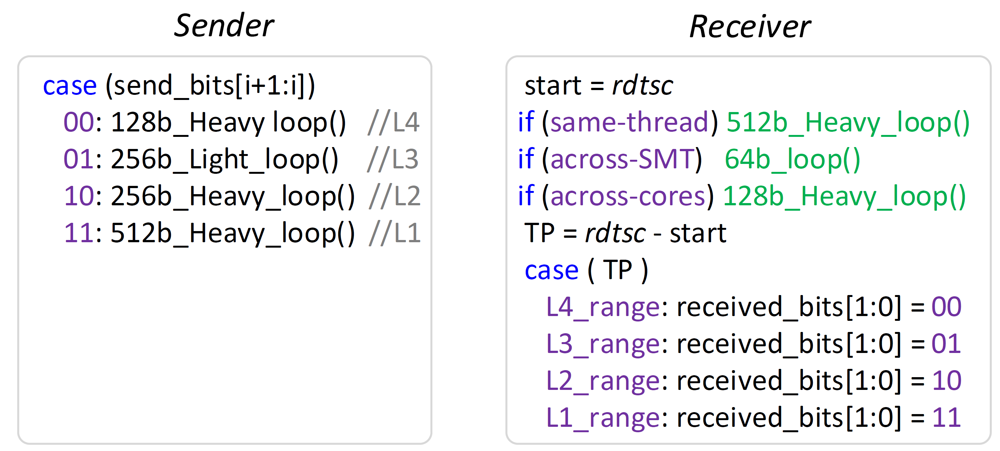 Sender
case (send_bits[i+1:i])
00: 128b_Heavy loop() //L4
01: 256b_Light_loop() //L3
10: 256b_Heavy_loop() //L2
11: 512b_Heavy_loop() //L1
Receiver
start = rdtsc
if (same-thread) 512b_Heavy_loop()
if (across-SMT) 64b_loop()
if (across-cores) 128b_Heavy_loop()
TP = rdtsc - start
case ( TP )
L4_range: received_bits[1:0] = 00
L3_range: received_bits[1:0] = 01
L2_range: received_bits[1:0] = 10
L1_range: received_bits[1:0] = 11